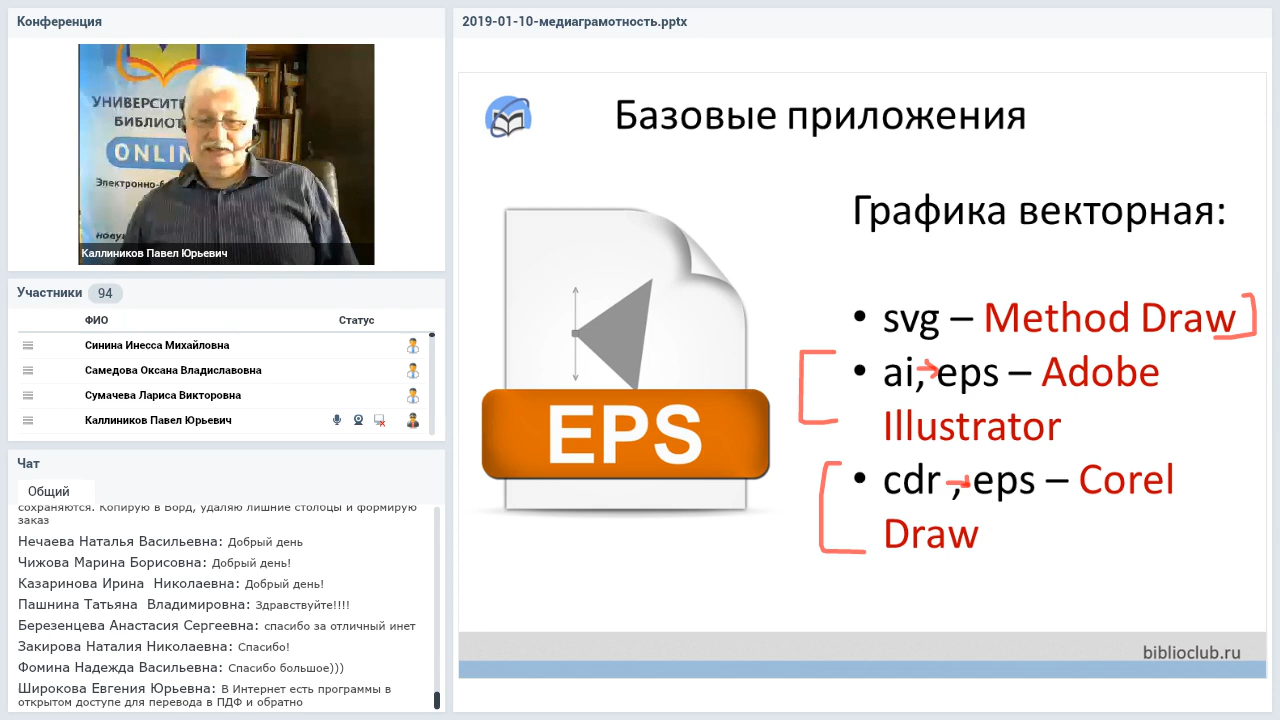 Конференция
УНИВЕРСИТ
БИБЛИОТ
ONLIN
Электронно-б
новущ
Каллиников Павел Юрьевич
Участники 94
ФИО Статус
Синина Инесса Михайловна
Самедова Оксана Владиславовна
Сумачева Лариса Викторовна
Каллиников Павел Юрьевич
Чат
Общий
сохраняются. Копирую в Ворд, удаляю лишние столоцы и формирую
заказ
Нечаева Наталья Васильевна: Добрый день
Чижова Марина Борисовна: Добрый день!
Казаринова Ирина Николаевна: Добрый день!
Пашнина Татьяна Владимировна: Здравствуйте!!!!
Березенцева Анастасия Сергеевна: спасибо за отличный инет
Закирова Наталия Николаевна: Спасибо!
Фомина Надежда Васильевна: Спасибо большое)))
Широкова Евгения Юрьевна: В Интернет есть программы в
открытом доступе для перевода в ПДФ и обратно
2019-01-10-медиаграмотность.pptx
Базовые приложения
EPS
Графика векторная:
• svg – Method Draw
• ai, eps – Adobe
Illustrator
• cdr , eps – Corel
Draw
biblioclub.ru